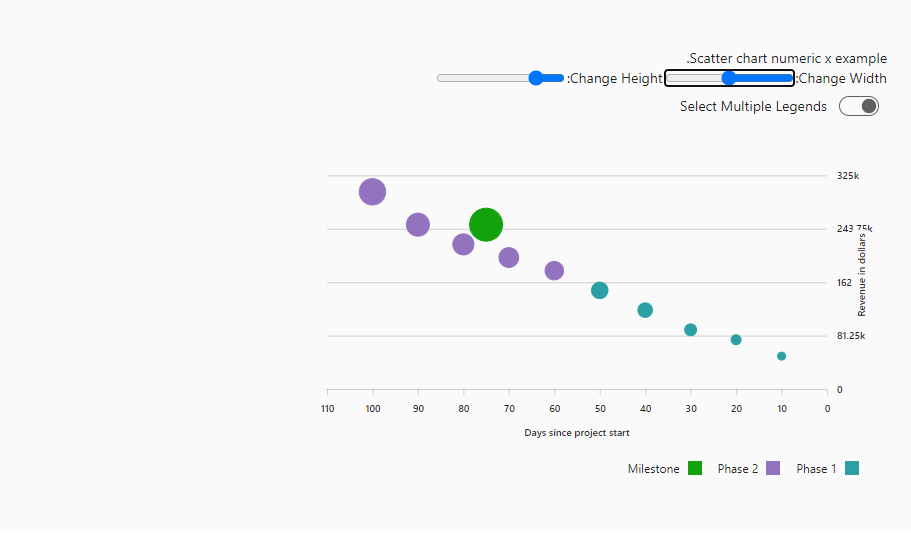 .Scatter chart numeric x example
:Change Width
:Change Height
Select Multiple Legends
325k
243.75k
162
81.25k
0
Revenue in dollars
110 100 90 80 70 60 50 40 30 20 10 0
Days since project start
Milestone Phase 2 Phase 1